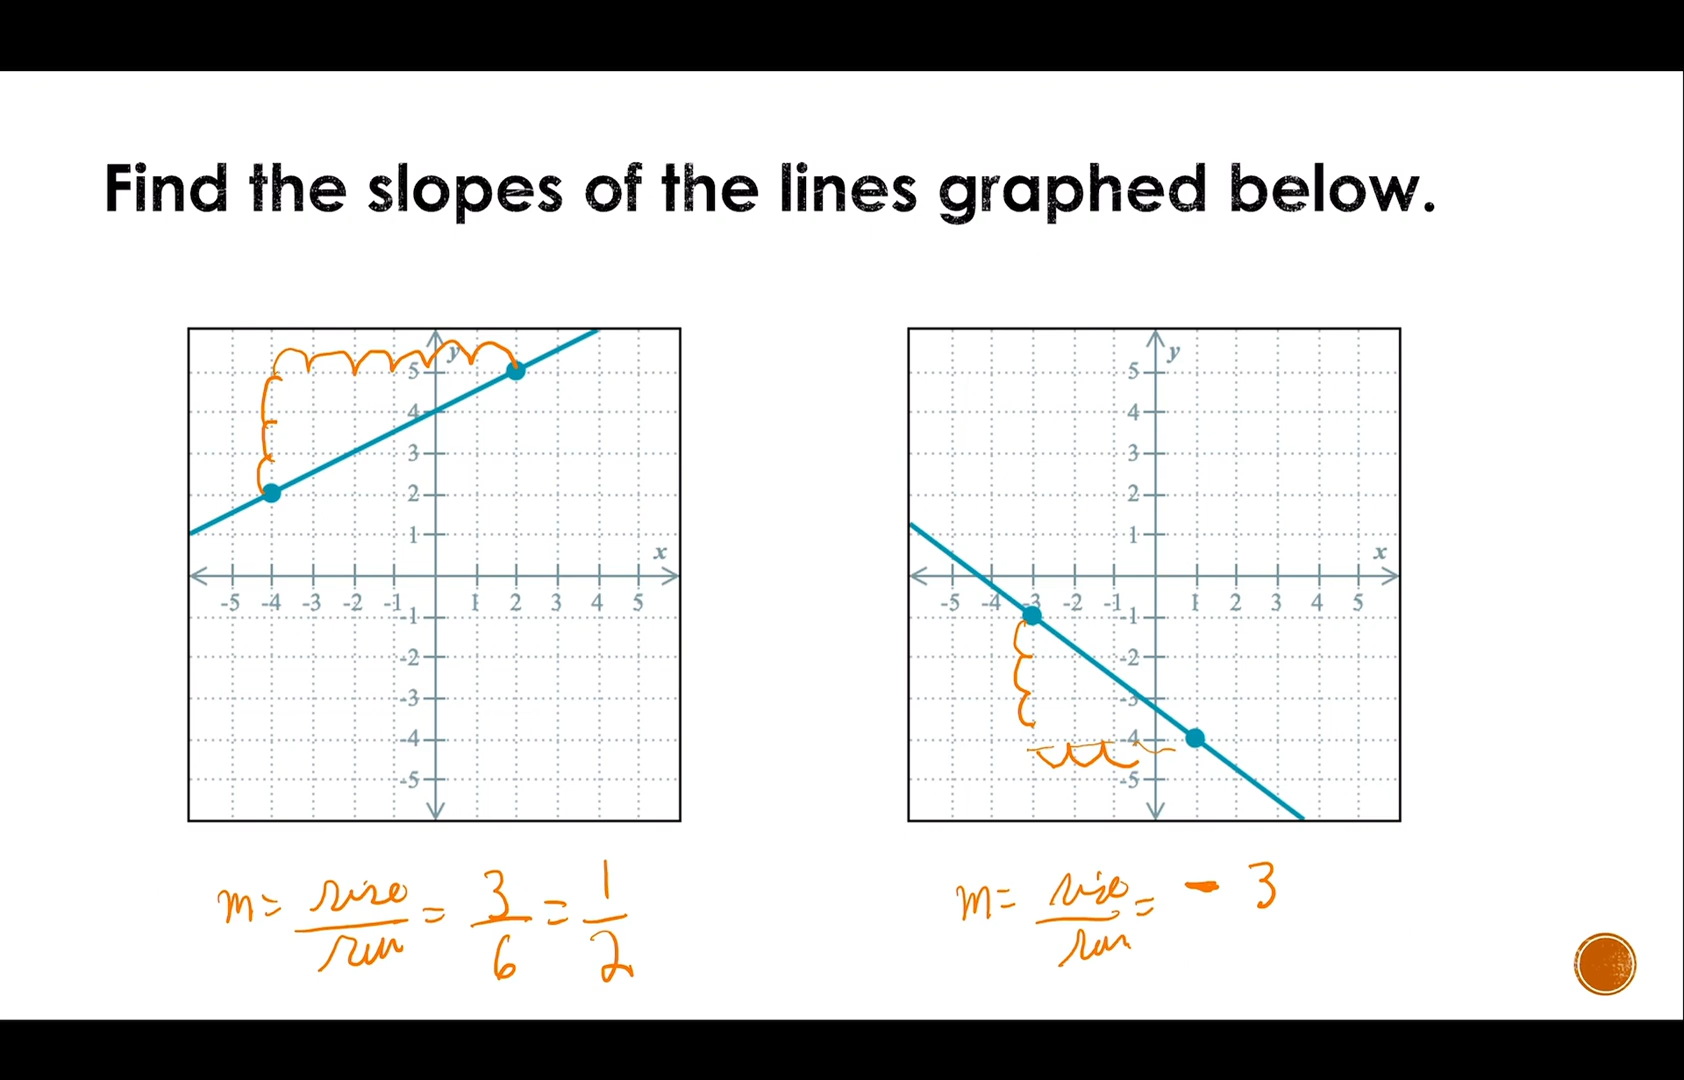 Find the slopes of the lines graphed below.
y
5
4
3
2
1
x
-5 -4 -3 -2 -1 1 2 3 4 5
-1
-2
-3
-4
-5
y
5
4
3
2
1
x
-5 -4 -3 -2 -1 1 2 3 4 5
-1
-2
-3
-4
-5
m = rise/run = 3/6 = 1/2
m = rise/run = - 3